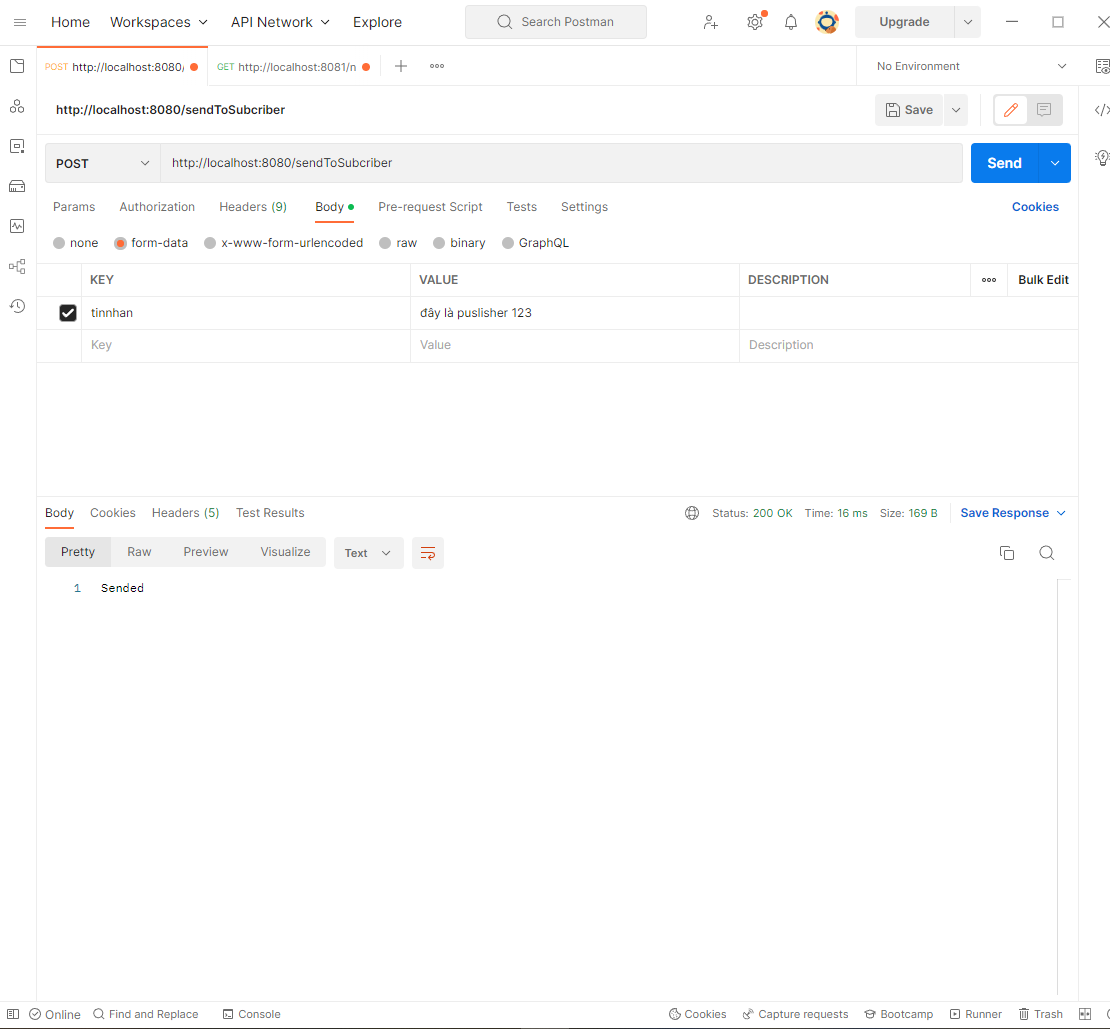 Home Workspaces API Network Explore Search Postman Upgrade
POST http://localhost:8080/ GET http://localhost:8081/n No Environment
http://localhost:8080/sendToSubcriber Save
POST http://localhost:8080/sendToSubcriber Send
Params Authorization Headers (9) Body Pre-request Script Tests Settings Cookies
none form-data x-www-form-urlencoded raw binary GraphQL
KEY VALUE DESCRIPTION Bulk Edit
tinnhan đây là puslisher 123
Key Value Description
Body Cookies Headers (5) Test Results Status: 200 OK Time: 16 ms Size: 169 B Save Response
Pretty Raw Preview Visualize Text
1 Sended
Online Find and Replace Console Cookies Capture requests Bootcamp Runner Trash